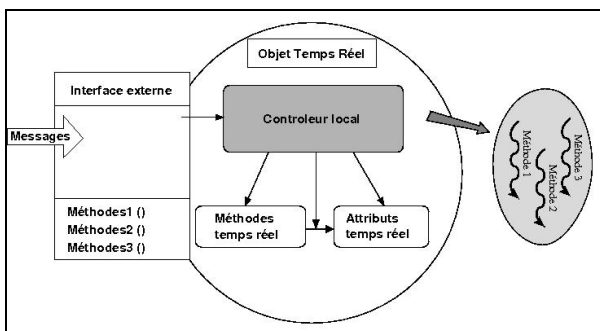 Objet Temps Réel
Interface externe
Messages
Controleur local
Méthodes1 ()
Méthodes2 ()
Méthodes3 ()
Méthodes
temps réel
Attributs
temps réel
Méthode 1
Méthode 2
Méthode 3